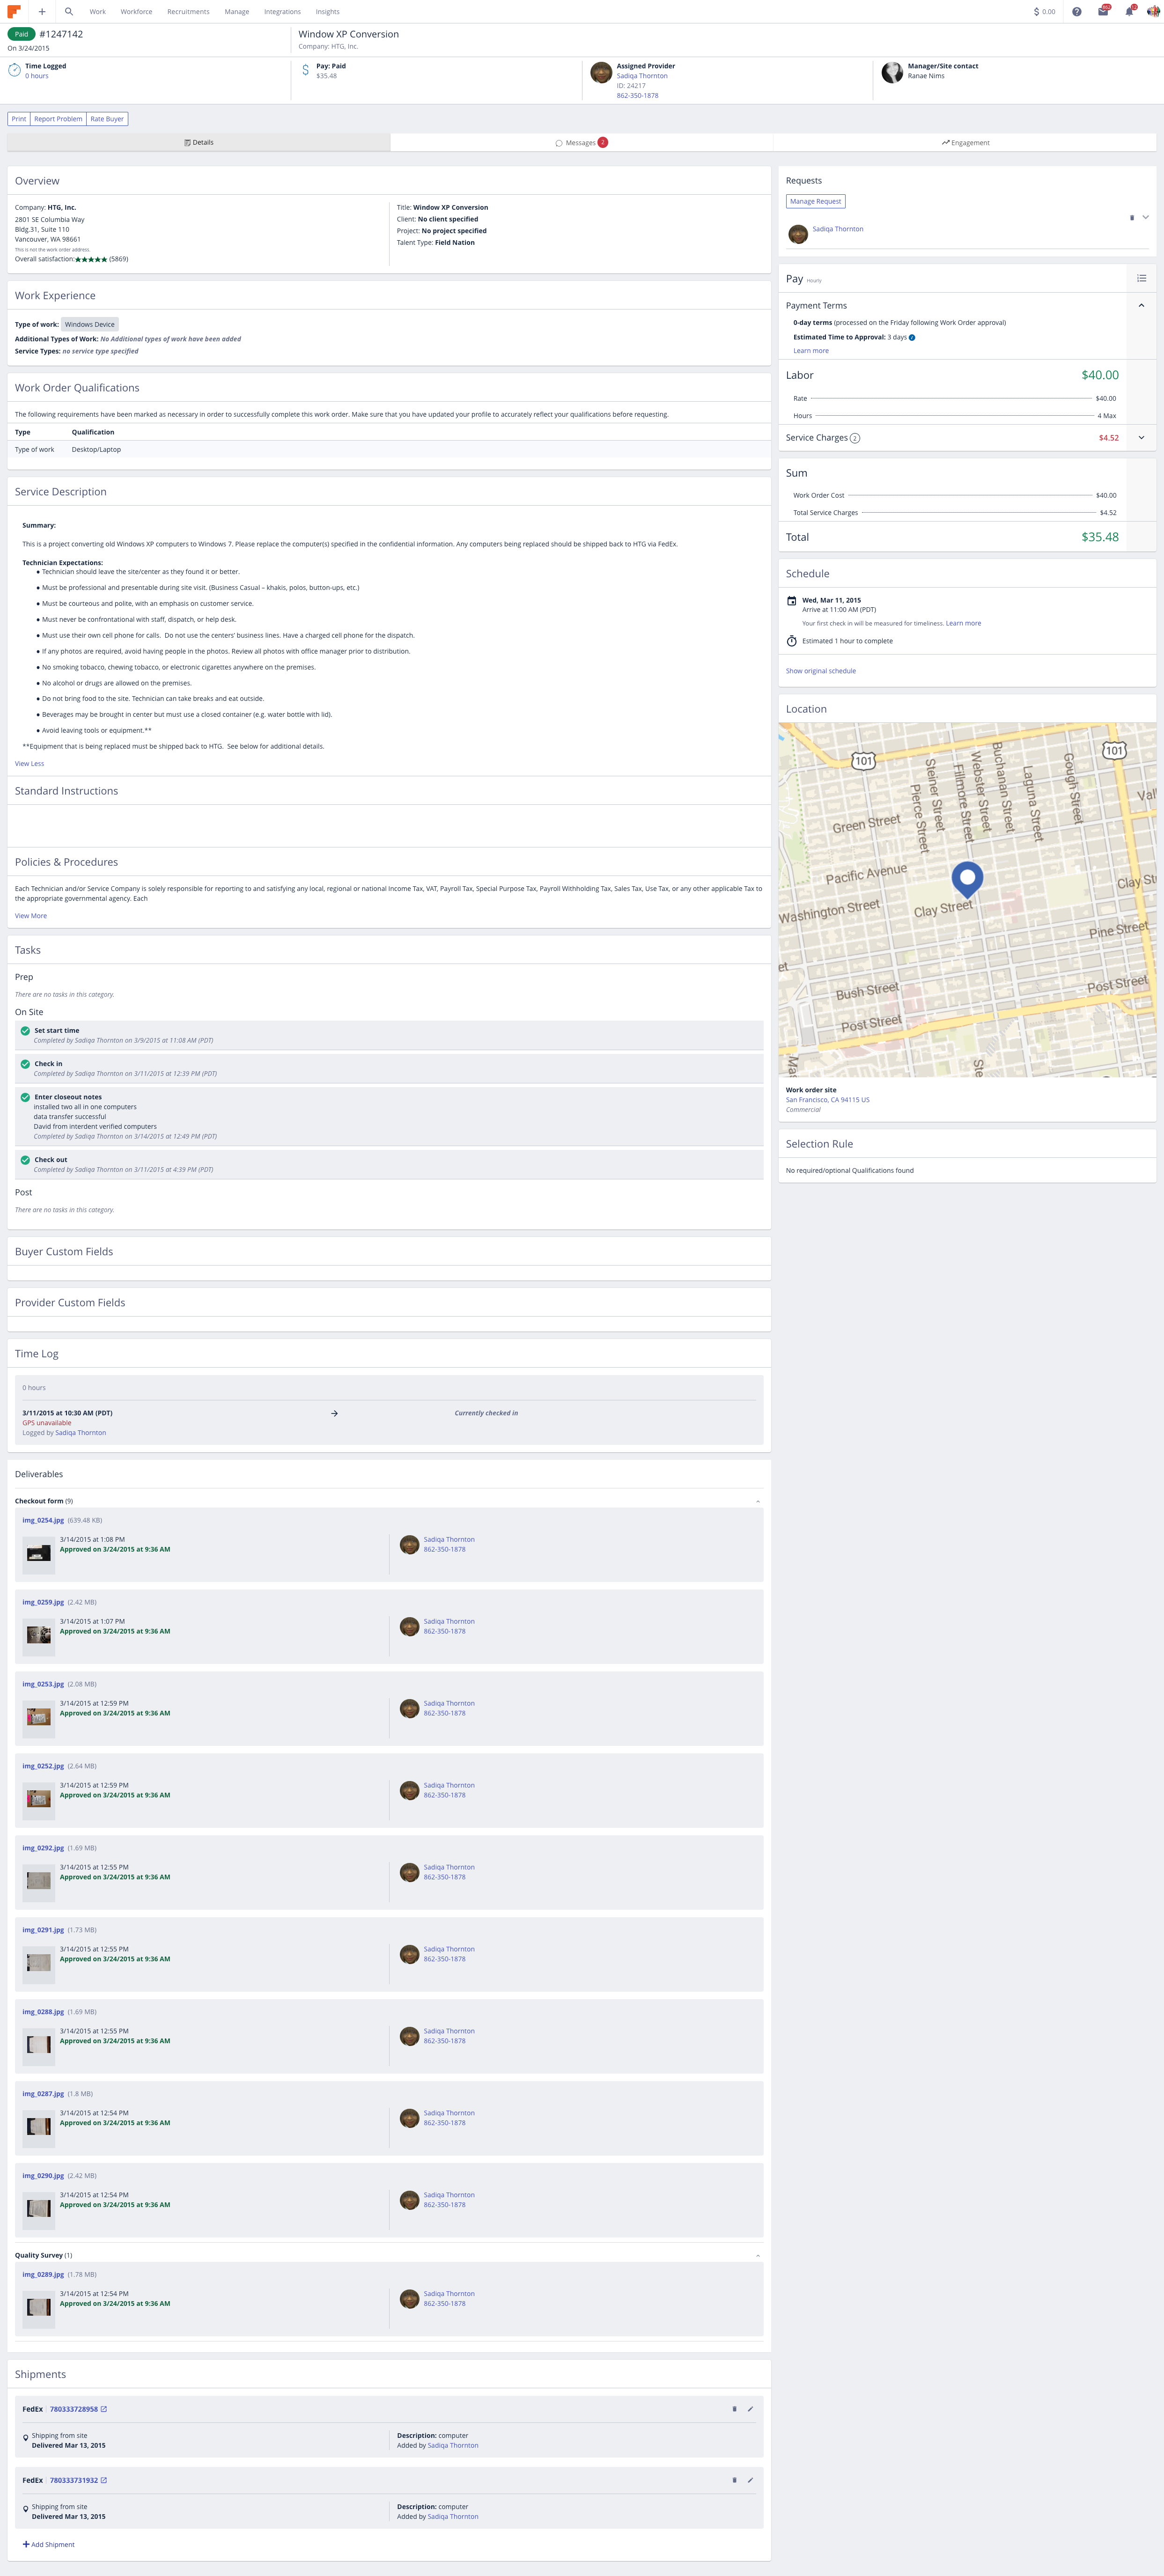 Work Workforce Recruitments Manage Integrations Insights
$ 0.00
Paid #1247142
On 3/24/2015
Window XP Conversion
Company: HTG, Inc.
Time Logged
0 hours
Pay: Paid
$35.48
Assigned Provider
Sadiqa Thornton
ID: 24217
862-350-1878
Manager/Site contact
Ranae Nims
Print Report Problem Rate Buyer
Details
Messages 2
Engagement
Overview
Company: HTG, Inc.
2801 SE Columbia Way
Bldg.31, Suite 110
Vancouver, WA 98661
This is not the work order address.
Overall satisfaction: (5869)
Title: Window XP Conversion
Client: No client specified
Project: No project specified
Talent Type: Field Nation
Work Experience
Type of work: Windows Device
Additional Types of Work: No Additional types of work have been added
Service Types: no service type specified
Work Order Qualifications
The following requirements have been marked as necessary in order to successfully complete this work order. Make sure that you have updated your profile to accurately reflect your qualifications before requesting.
Type Qualification
Type of work Desktop/Laptop
Service Description
Summary:
This is a project converting old Windows XP computers to Windows 7. Please replace the computer(s) specified in the confidential information. Any computers being replaced should be shipped back to HTG via FedEx.
Technician Expectations:
● Technician should leave the site/center as they found it or better.
● Must be professional and presentable during site visit. (Business Casual – khakis, polos, button-ups, etc.)
● Must be courteous and polite, with an emphasis on customer service.
● Must never be confrontational with staff, dispatch, or help desk.
● Must use their own cell phone for calls. Do not use the centers' business lines. Have a charged cell phone for the dispatch.
● If any photos are required, avoid having people in the photos. Review all photos with office manager prior to distribution.
● No smoking tobacco, chewing tobacco, or electronic cigarettes anywhere on the premises.
● No alcohol or drugs are allowed on the premises.
● Do not bring food to the site. Technician can take breaks and eat outside.
● Beverages may be brought in center but must use a closed container (e.g. water bottle with lid).
● Avoid leaving tools or equipment.**
**Equipment that is being replaced must be shipped back to HTG. See below for additional details.
View Less
Standard Instructions
Policies & Procedures
Each Technician and/or Service Company is solely responsible for reporting to and satisfying any local, regional or national Income Tax, VAT, Payroll Tax, Special Purpose Tax, Payroll Withholding Tax, Sales Tax, Use Tax, or any other applicable Tax to
the appropriate governmental agency. Each
View More
Tasks
Prep
There are no tasks in this category.
On Site
Set start time
Completed by Sadiqa Thornton on 3/9/2015 at 11:08 AM (PDT)
Check in
Completed by Sadiqa Thornton on 3/11/2015 at 12:39 PM (PDT)
Enter closeout notes
installed two all in one computers
data transfer successful
David from interdent verified computers
Completed by Sadiqa Thornton on 3/14/2015 at 12:49 PM (PDT)
Check out
Completed by Sadiqa Thornton on 3/11/2015 at 4:39 PM (PDT)
Post
There are no tasks in this category.
Buyer Custom Fields
Provider Custom Fields
Time Log
0 hours
3/11/2015 at 10:30 AM (PDT)
Currently checked in
GPS unavailable
Logged by Sadiqa Thornton
Deliverables
Checkout form (9)
img_0254.jpg (639.48 KB)
3/14/2015 at 1:08 PM
Approved on 3/24/2015 at 9:36 AM
Sadiqa Thornton
862-350-1878
img_0259.jpg (2.42 MB)
3/14/2015 at 1:07 PM
Approved on 3/24/2015 at 9:36 AM
Sadiqa Thornton
862-350-1878
img_0253.jpg (2.08 MB)
3/14/2015 at 12:59 PM
Approved on 3/24/2015 at 9:36 AM
Sadiqa Thornton
862-350-1878
img_0252.jpg (2.64 MB)
3/14/2015 at 12:59 PM
Approved on 3/24/2015 at 9:36 AM
Sadiqa Thornton
862-350-1878
img_0292.jpg (1.69 MB)
3/14/2015 at 12:55 PM
Approved on 3/24/2015 at 9:36 AM
Sadiqa Thornton
862-350-1878
img_0291.jpg (1.73 MB)
3/14/2015 at 12:55 PM
Approved on 3/24/2015 at 9:36 AM
Sadiqa Thornton
862-350-1878
img_0288.jpg (1.69 MB)
3/14/2015 at 12:55 PM
Approved on 3/24/2015 at 9:36 AM
Sadiqa Thornton
862-350-1878
img_0287.jpg (1.8 MB)
3/14/2015 at 12:54 PM
Approved on 3/24/2015 at 9:36 AM
Sadiqa Thornton
862-350-1878
img_0290.jpg (2.42 MB)
3/14/2015 at 12:54 PM
Approved on 3/24/2015 at 9:36 AM
Sadiqa Thornton
862-350-1878
Quality Survey (1)
img_0289.jpg (1.78 MB)
3/14/2015 at 12:54 PM
Approved on 3/24/2015 at 9:36 AM
Sadiqa Thornton
862-350-1878
Shipments
FedEx 780333728958
Shipping from site
Delivered Mar 13, 2015
Description: computer
Added by Sadiqa Thornton
FedEx 780333731932
Shipping from site
Delivered Mar 13, 2015
Description: computer
Added by Sadiqa Thornton
Add Shipment
Requests
Manage Request
Sadiqa Thornton
Pay Hourly
Payment Terms
0-day terms (processed on the Friday following Work Order approval)
Estimated Time to Approval: 3 days
Learn more
Labor $40.00
Rate $40.00
Hours 4 Max
Service Charges 2 $4.52
Sum
Work Order Cost $40.00
Total Service Charges $4.52
Total $35.48
Schedule
Wed, Mar 11, 2015
Arrive at 11:00 AM (PDT)
Your first check in will be measured for timeliness. Learn more
Estimated 1 hour to complete
Show original schedule
Location
101
101
Steiner Street
Pierce Street
Fillmore Street
Webster Street
Buchanan Street
Laguna Street
Gough Street
Green Street
Pacific Avenue
Washington Street
Clay Street
Clay St
Pine Street
Bush Street
Post Street
Post Street
Work order site
San Francisco, CA 94115 US
Commercial
Selection Rule
No required/optional Qualifications found